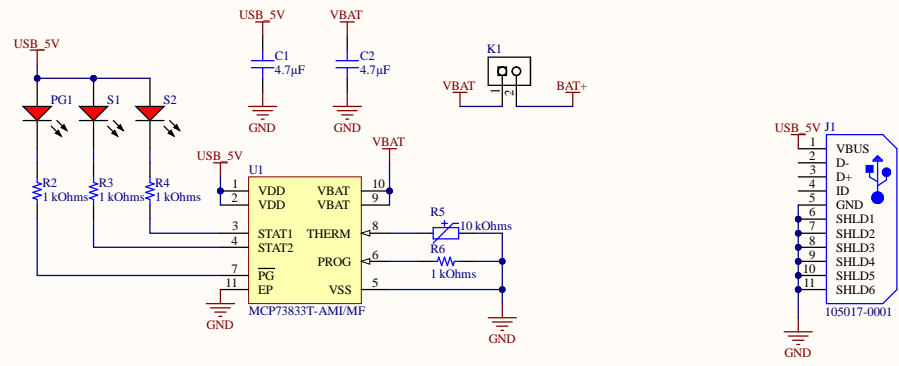 USB_5V
PG1
S1
S2
R2
1 kOhms
R3
1 kOhms
R4
1 kOhms
USB_5V
C1
4.7µF
GND
VBAT
C2
4.7µF
GND
K1
VBAT
1
2
BAT+
USB_5V
U1
VBAT
1 VDD VBAT 10
2 VDD VBAT 9
3 STAT1 THERM 8
4 STAT2
PROG 6
7 PG
11 EP VSS 5
MCP73833T-AMI/MF
GND
R5
10 kOhms
R6
1 kOhms
GND
USB_5V
J1
1 VBUS
2 D-
3 D+
4 ID
5 GND
6 SHLD1
7 SHLD2
8 SHLD3
9 SHLD4
10 SHLD5
11 SHLD6
105017-0001
GND